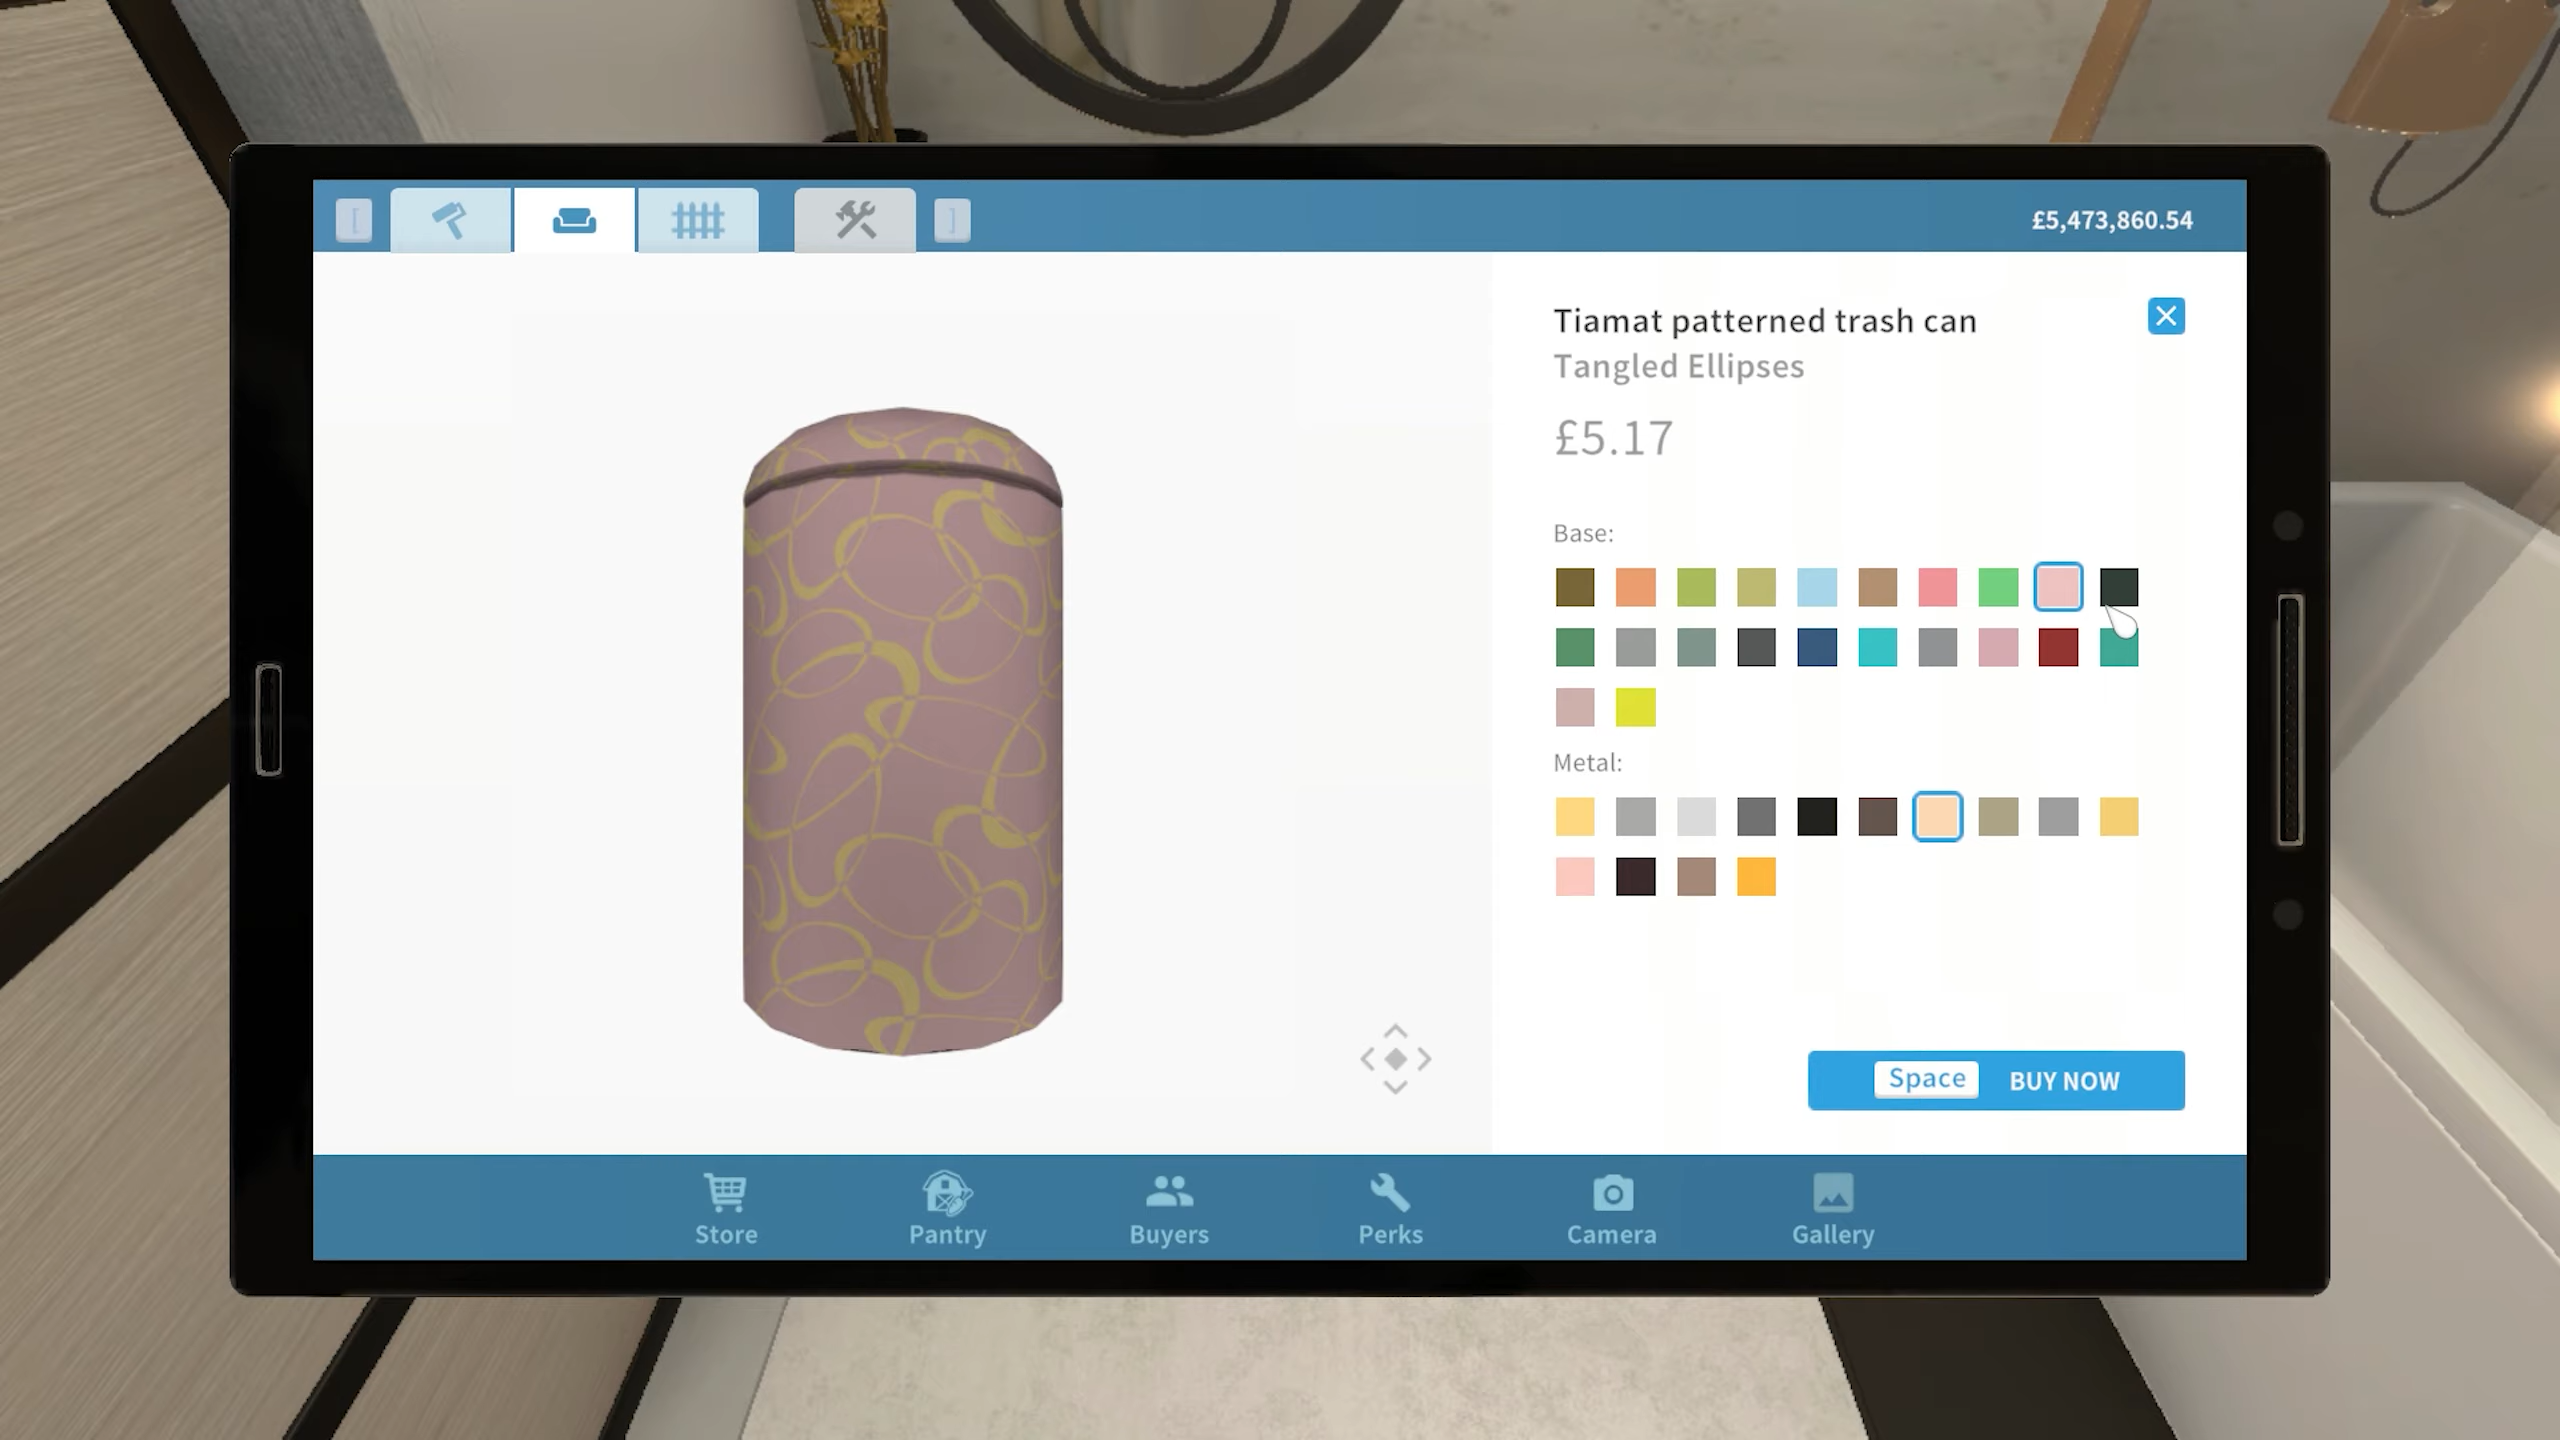 [
]
£5,473,860.54
Tiamat patterned trash can
Tangled Ellipses
£5.17
Base:
Metal:
Space BUY NOW
Store
Pantry
Buyers
Perks
Camera
Gallery